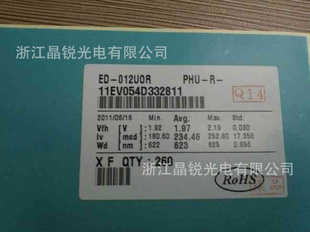 浙江晶锐光电有限公司
ED-012UOR PHU-R-
11EV054D332811
Q14
2011/06/16 Min. Avg. Max. Std.
Vfh [V] 1.92 1.97 2.19 0.030
Iv [mcd] 180.60 234.46 252.80 17.356
Wd [nm] 622 623 625 0.656
X F QTY : 260
RoHS
浙江晶锐光电有限公司